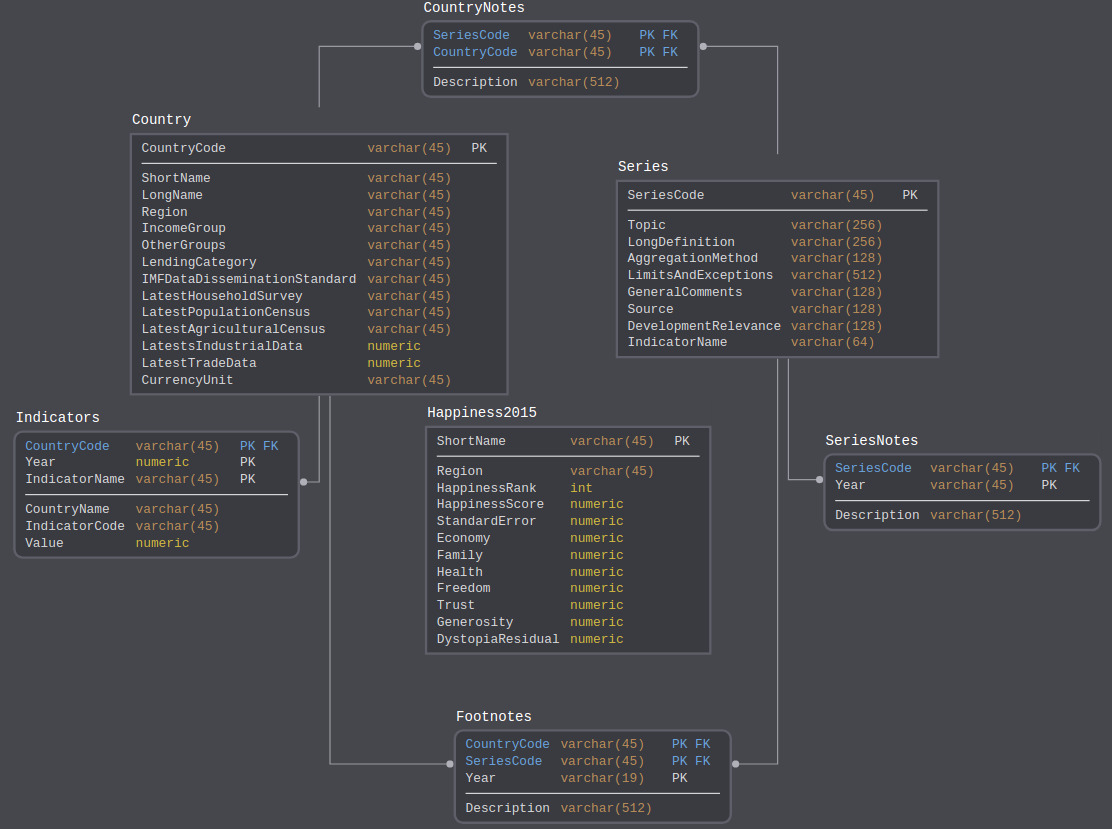 CountryNotes
SeriesCode varchar(45) PK FK
CountryCode varchar(45) PK FK
Description varchar(512)
Country
CountryCode varchar(45) PK
ShortName varchar(45)
LongName varchar(45)
Region varchar(45)
IncomeGroup varchar(45)
OtherGroups varchar(45)
LendingCategory varchar(45)
IMFDataDisseminationStandard varchar(45)
LatestHouseholdSurvey varchar(45)
LatestPopulationCensus varchar(45)
LatestAgriculturalCensus varchar(45)
LatestsIndustrialData numeric
LatestTradeData numeric
CurrencyUnit varchar(45)
Series
SeriesCode varchar(45) PK
Topic varchar(256)
LongDefinition varchar(256)
AggregationMethod varchar(128)
LimitsAndExceptions varchar(512)
GeneralComments varchar(128)
Source varchar(128)
DevelopmentRelevance varchar(128)
IndicatorName varchar(64)
Indicators
CountryCode varchar(45) PK FK
Year numeric PK
IndicatorName varchar(45) PK
CountryName varchar(45)
IndicatorCode varchar(45)
Value numeric
Happiness2015
ShortName varchar(45) PK
Region varchar(45)
HappinessRank int
HappinessScore numeric
StandardError numeric
Economy numeric
Family numeric
Health numeric
Freedom numeric
Trust numeric
Generosity numeric
DystopiaResidual numeric
SeriesNotes
SeriesCode varchar(45) PK FK
Year varchar(45) PK
Description varchar(512)
Footnotes
CountryCode varchar(45) PK FK
SeriesCode varchar(45) PK FK
Year varchar(19) PK
Description varchar(512)